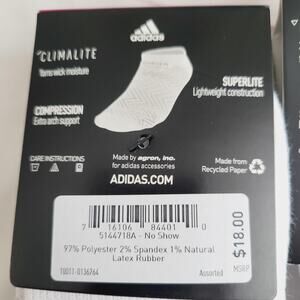 adidas
CLIMALITE
Yarns wick moisture
SUPERLITE
Lightweight construction
COMPRESSION
Extra arch support
CARE INSTRUCTIONS
Made by agron, inc.
for adidas accessories
ADIDAS.COM
Made from
Recycled Paper
7 16106 84401 0
5144718A - No Show
97% Polyester 2% Spandex 1% Natural
Latex Rubber
10011-0136764
Assorted
$18.00
MSRP